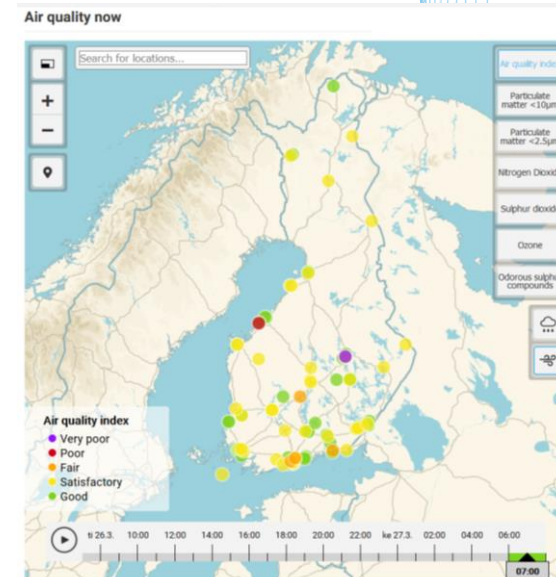 Air quality now
Search for locations...
+
−
Air quality index
Particulate
matter <10µm
Particulate
matter <2.5µm
Nitrogen Dioxid
Sulphur dioxid
Ozone
Odorous sulph
compounds
Air quality index
Very poor
Poor
Fair
Satisfactory
Good
ti 26.3. 10:00 12:00 14:00 16:00 18:00 20:00 22:00 ke 27.3. 02:00 04:00 06:00
07:00